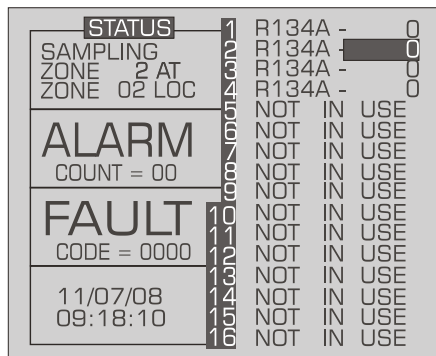 STATUS
SAMPLING
ZONE 2 AT
ZONE 02 LOC
ALARM
COUNT = 00
FAULT
CODE = 0000
11/07/08
09:18:10
1 R134A - 0
2 R134A - 0
3 R134A - 0
4 R134A - 0
5 NOT IN USE
6 NOT IN USE
7 NOT IN USE
8 NOT IN USE
9 NOT IN USE
10 NOT IN USE
11 NOT IN USE
12 NOT IN USE
13 NOT IN USE
14 NOT IN USE
15 NOT IN USE
16 NOT IN USE